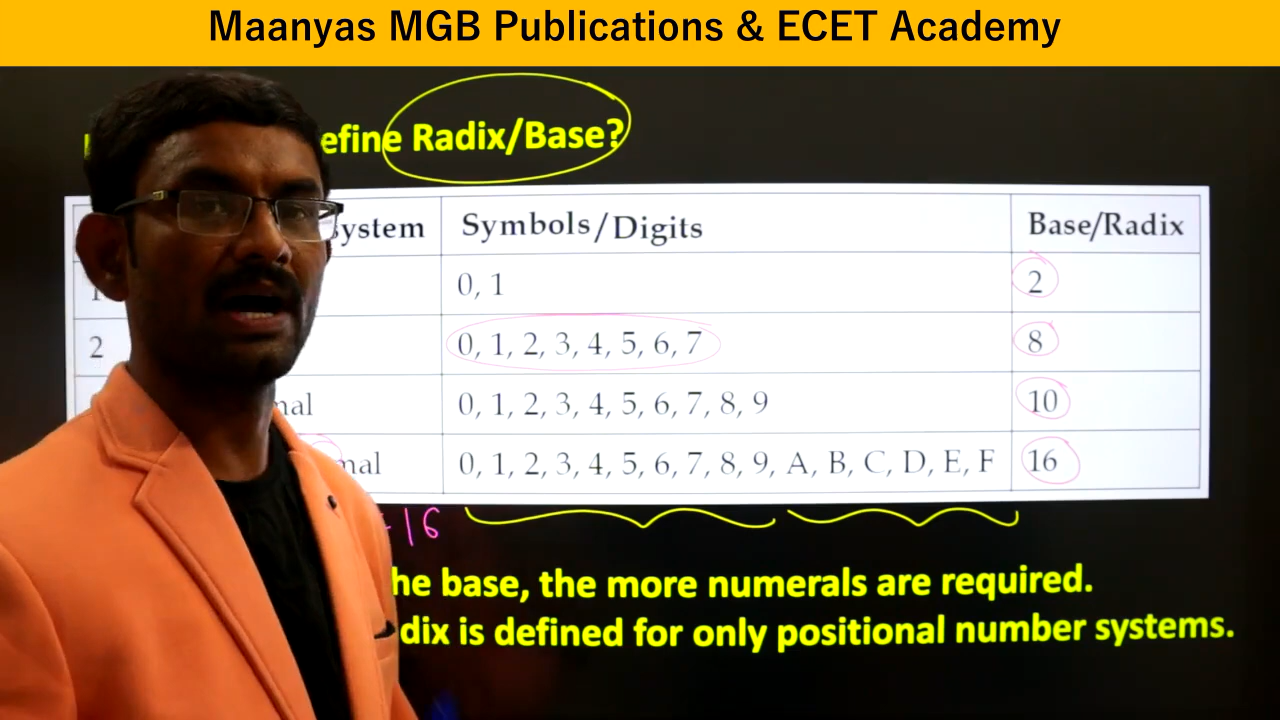 Maanyas MGB Publications & ECET Academy
efine Radix/Base?
ystem Symbols/Digits Base/Radix
1 0, 1 2
2 0, 1, 2, 3, 4, 5, 6, 7 8
mal 0, 1, 2, 3, 4, 5, 6, 7, 8, 9 10
mal 0, 1, 2, 3, 4, 5, 6, 7, 8, 9, A, B, C, D, E, F 16
16
he base, the more numerals are required.
dix is defined for only positional number systems.